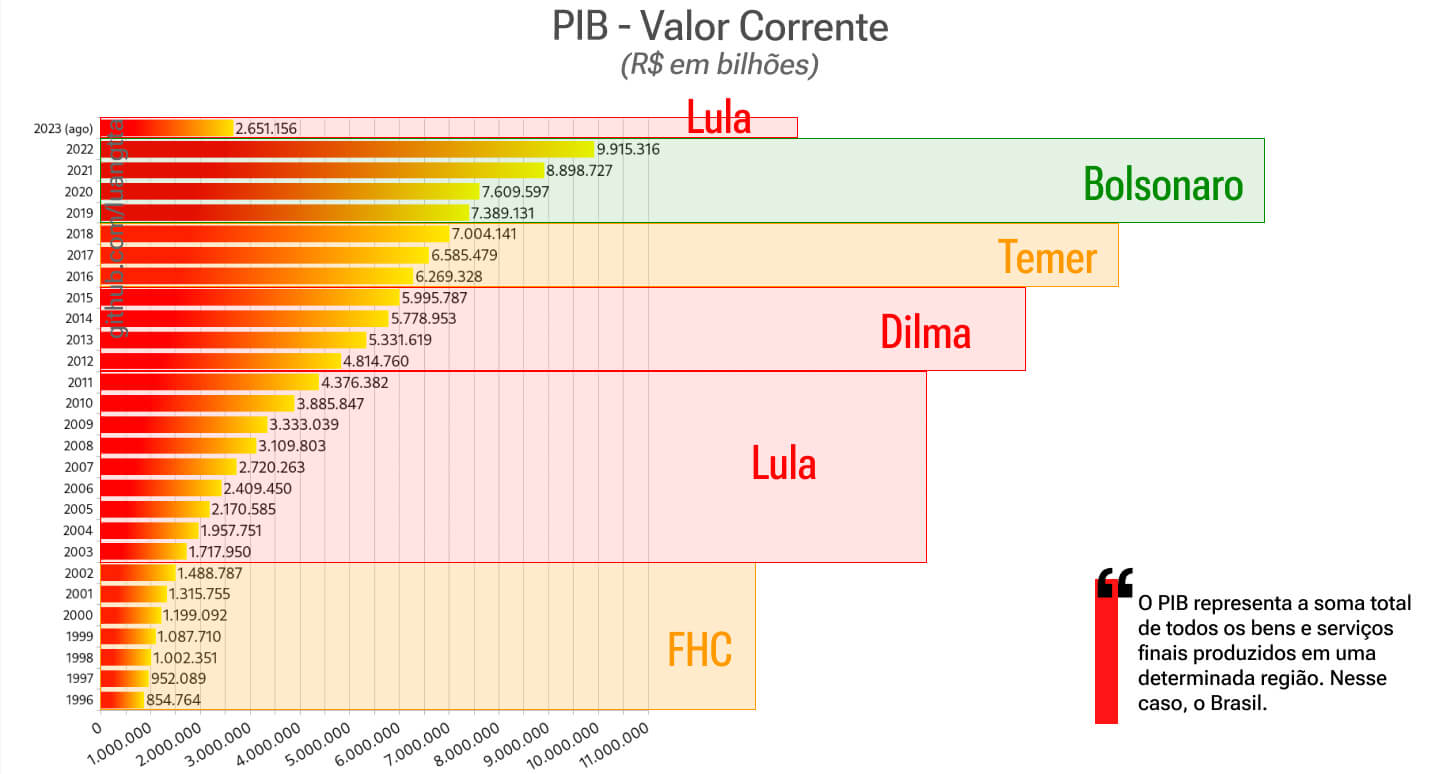 PIB - Valor Corrente
(R$ em bilhões)
Lula
2023 (ago) 2.651.156
2022 9.915.316
2021 8.898.727
2020 7.609.597
2019 7.389.131
Bolsonaro
2018 7.004.141
2017 6.585.479
2016 6.269.328
Temer
2015 5.995.787
2014 5.778.953
2013 5.331.619
2012 4.814.760
Dilma
2011 4.376.382
2010 3.885.847
2009 3.333.039
2008 3.109.803
2007 2.720.263
2006 2.409.450
2005 2.170.585
2004 1.957.751
2003 1.717.950
Lula
2002 1.488.787
2001 1.315.755
2000 1.199.092
1999 1.087.710
1998 1.002.351
1997 952.089
1996 854.764
FHC
0 1.000.000 2.000.000 3.000.000 4.000.000 5.000.000 6.000.000 7.000.000 8.000.000 9.000.000 10.000.000 11.000.000
github.com/luangtta
“
O PIB representa a soma total
de todos os bens e serviços
finais produzidos em uma
determinada região. Nesse
caso, o Brasil.